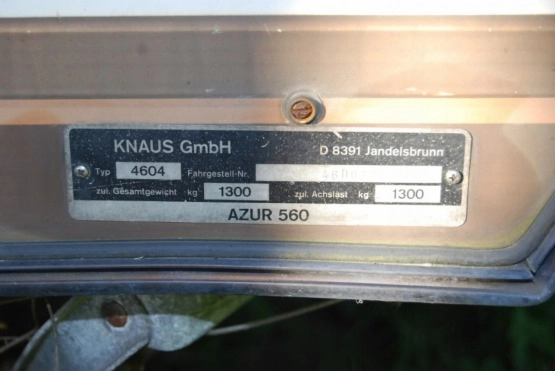 KNAUS GmbH D 8391 Jandelsbrunn
Typ 4604 Fahrgestell-Nr.
zul. Gesamtgewicht kg 1300 zul. Achslast kg 1300
AZUR 560